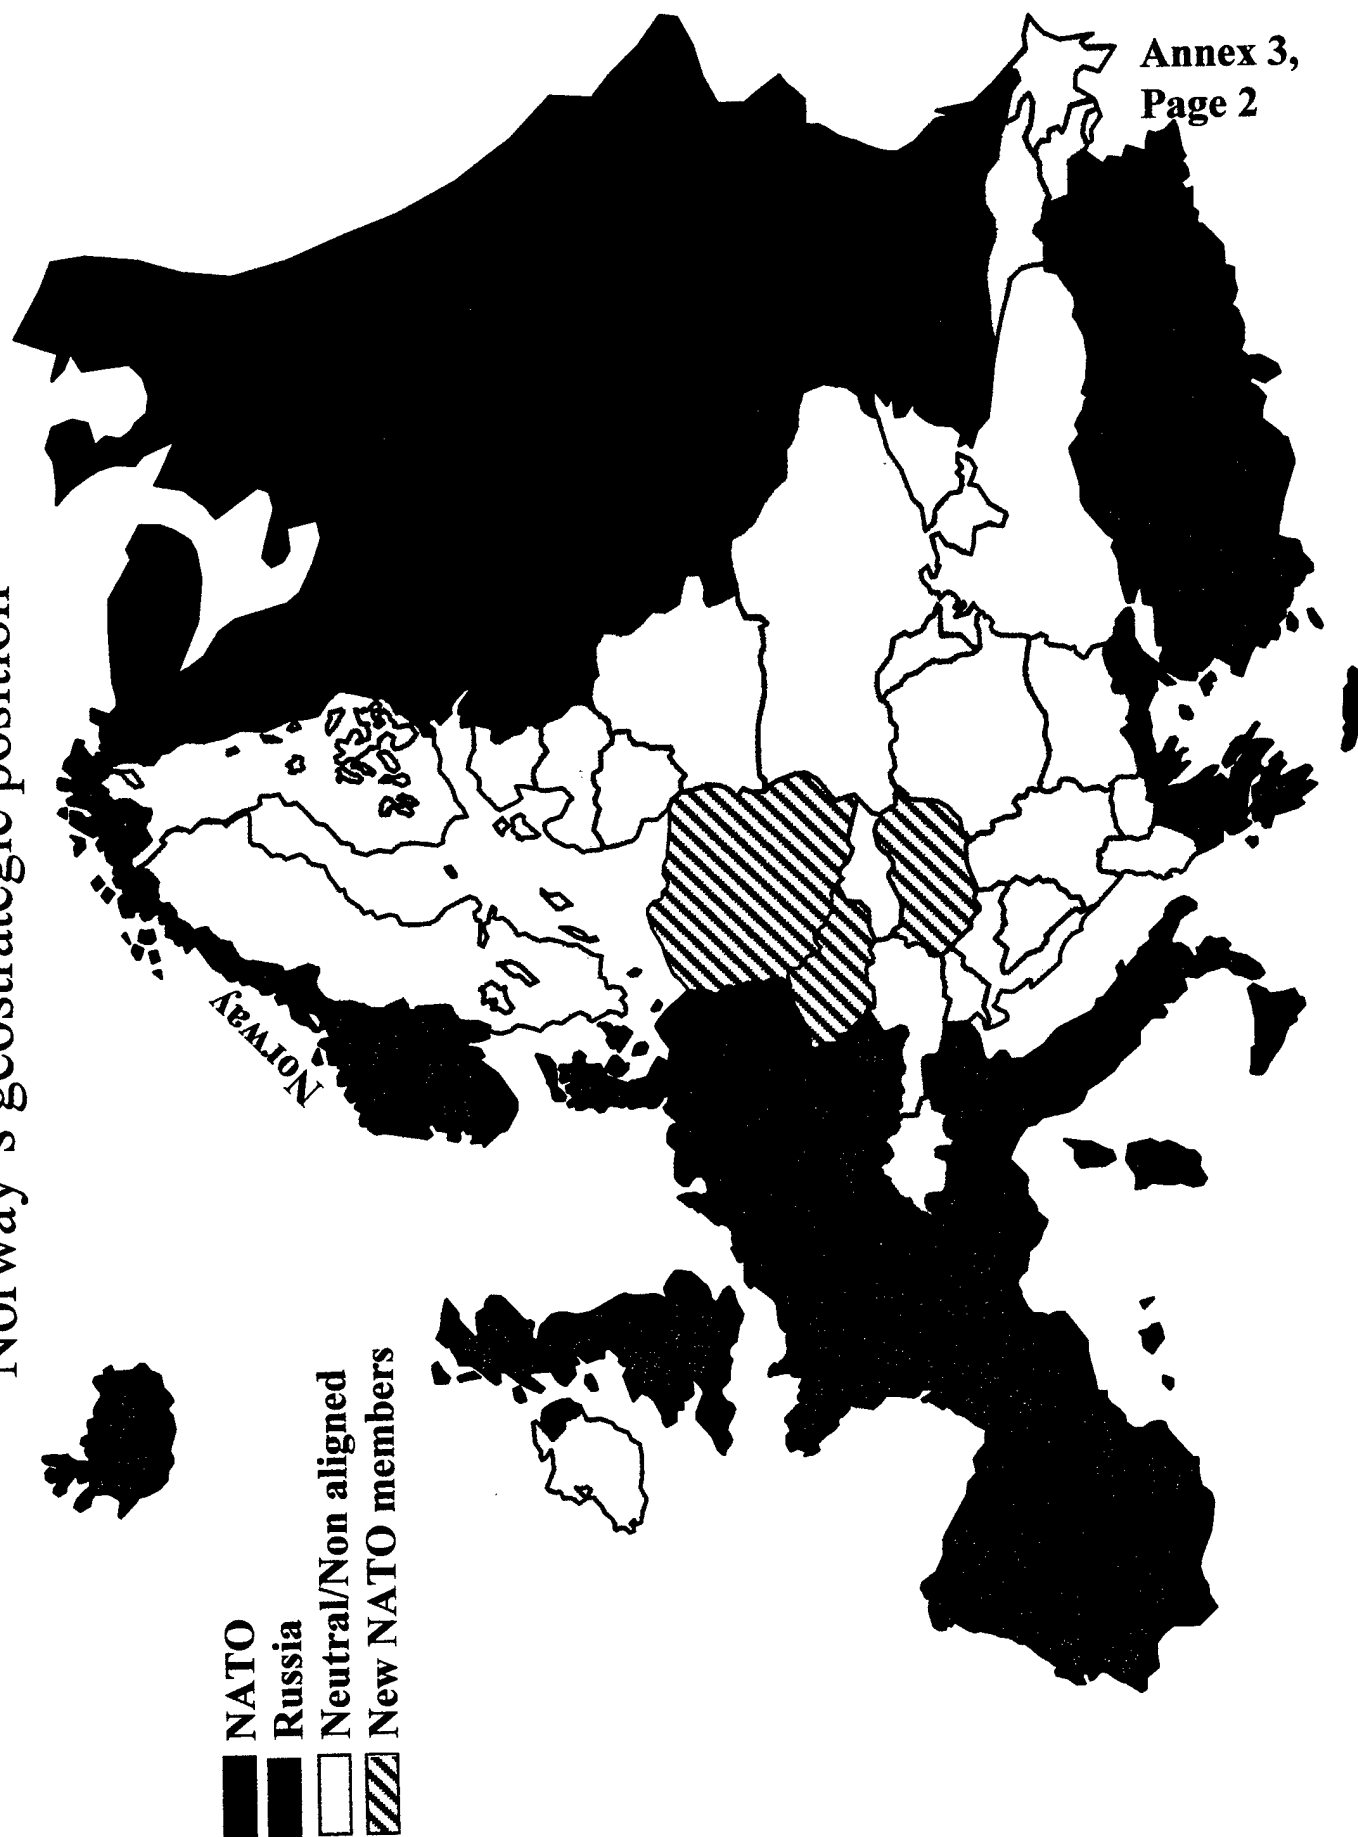 Norway's geostrategic position
NATO
Russia
Neutral/Non aligned
New NATO members
Norway
Annex 3,
Page 2